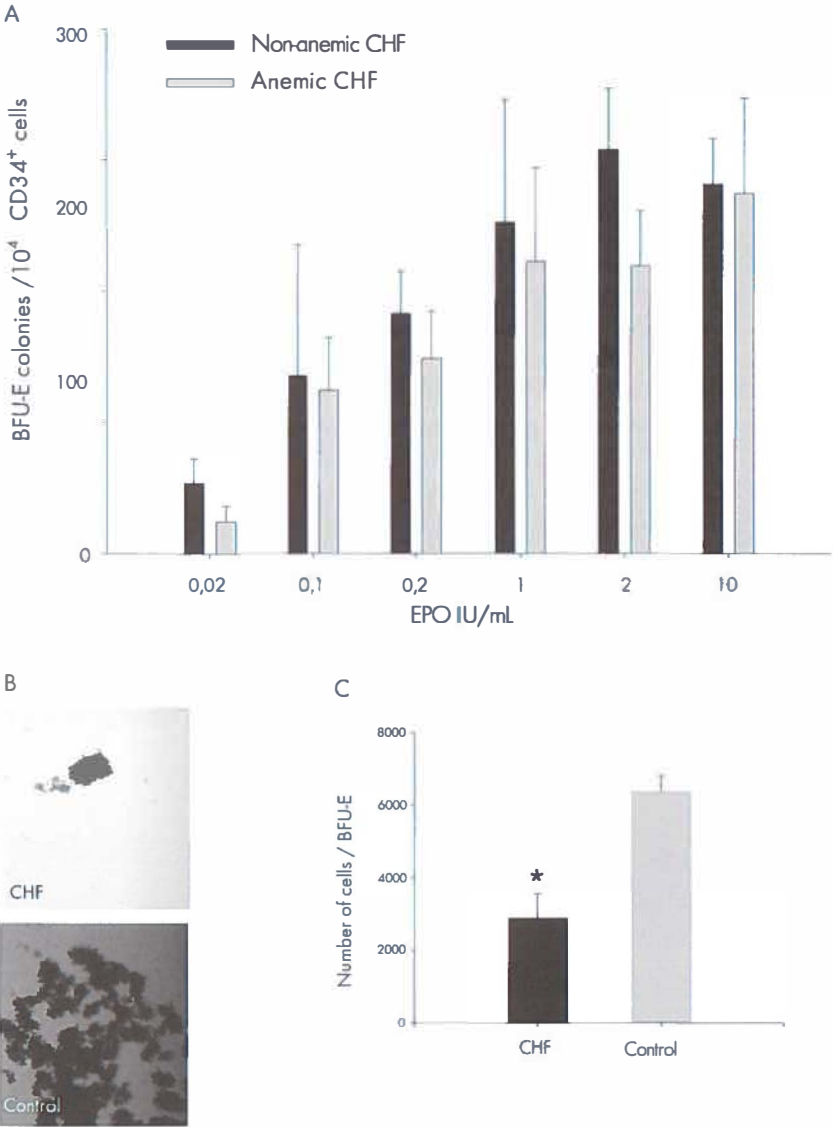 A
300
200
100
0
BFU-E colonies /10⁴ CD34⁺ cells
Non-anemic CHF
Anemic CHF
0,02 0,1 0,2 1 2 10
EPO IU/mL
B
CHF
Control
C
8000
6000
4000
2000
0
Number of cells / BFU-E
*
CHF Control